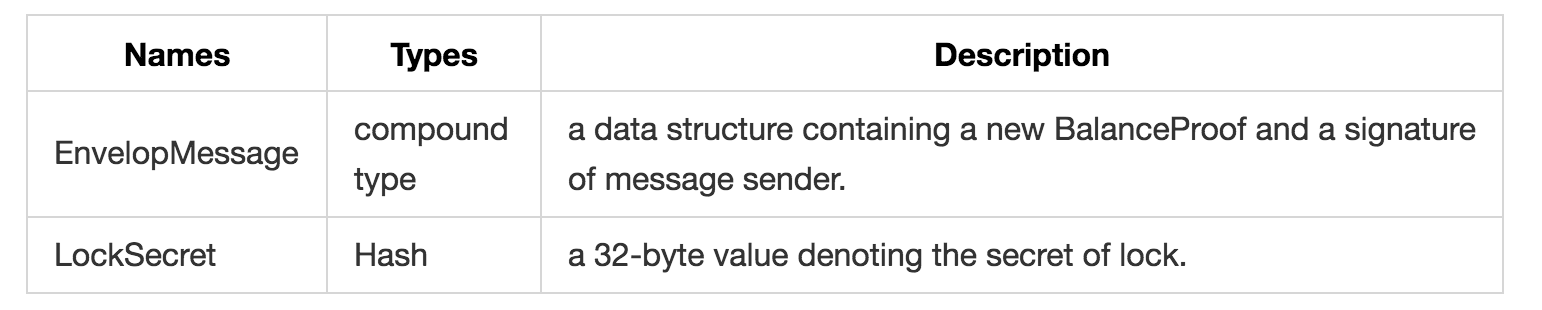 Names Types Description
EnvelopMessage compound type a data structure containing a new BalanceProof and a signature of message sender.
LockSecret Hash a 32-byte value denoting the secret of lock.